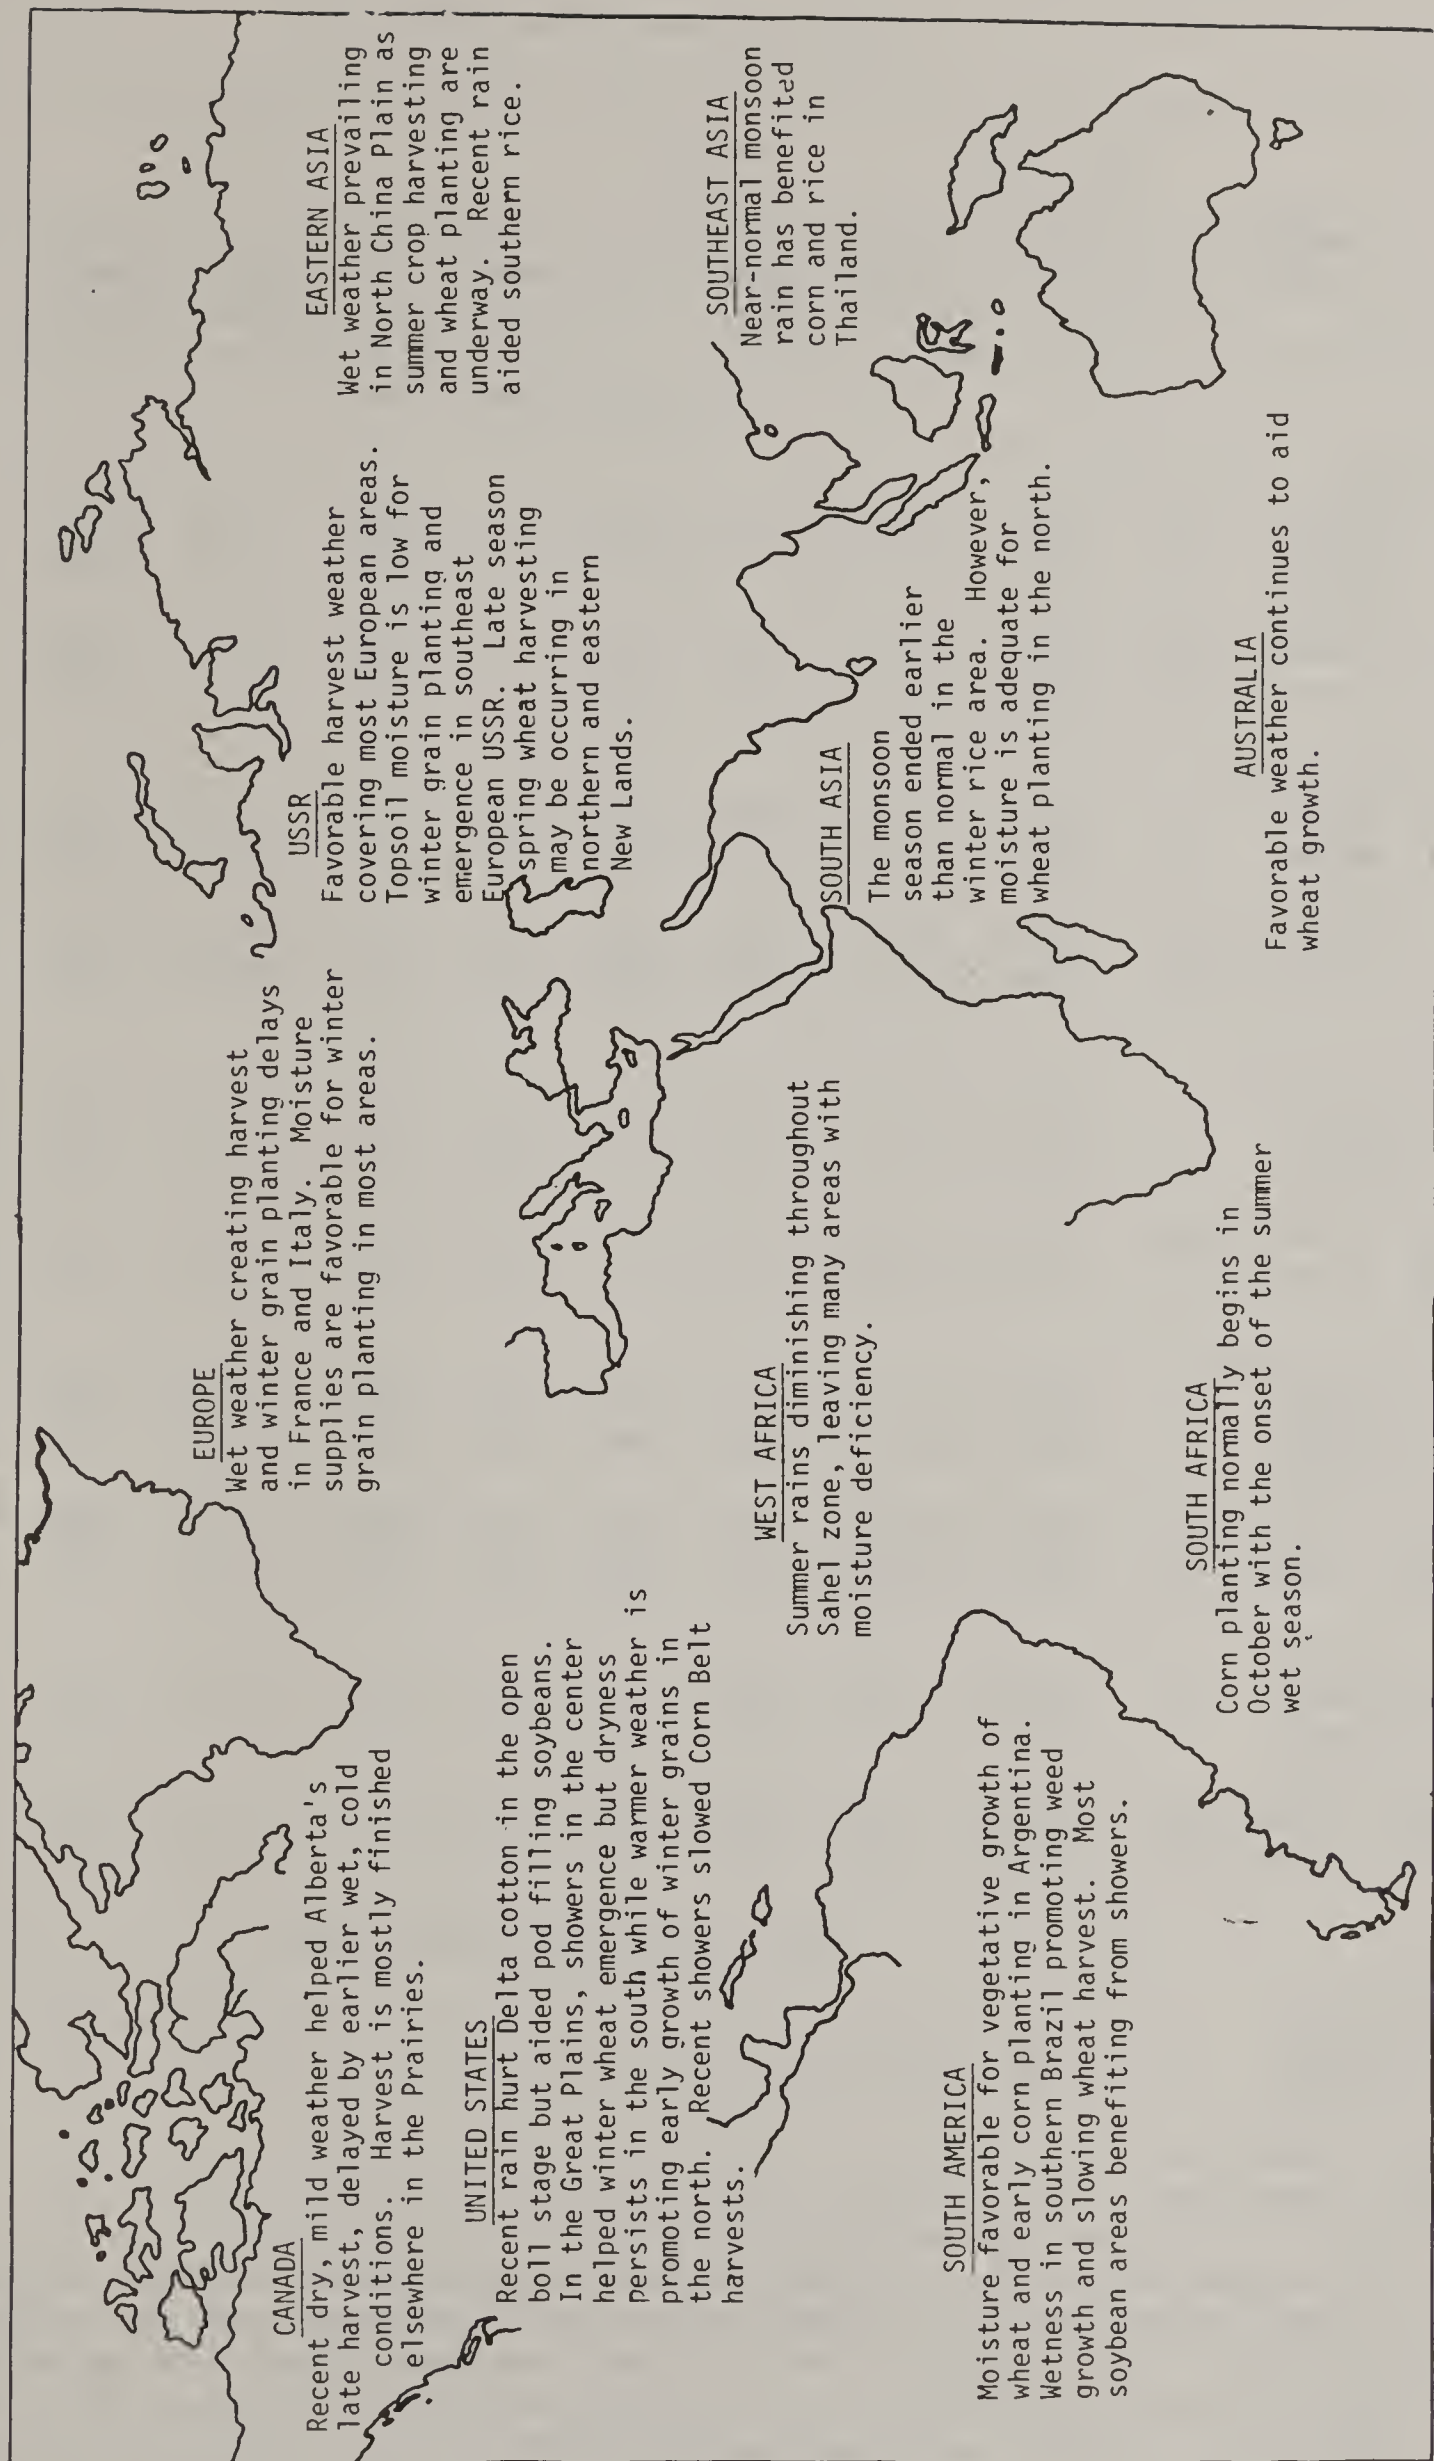 CANADA
Recent dry, mild weather helped Alberta's
late harvest, delayed by earlier wet, cold
conditions. Harvest is mostly finished
elsewhere in the Prairies.
UNITED STATES
Recent rain hurt Delta cotton in the open
boll stage but aided pod filling soybeans.
In the Great Plains, showers in the center
helped winter wheat emergence but dryness
persists in the south while warmer weather is
promoting early growth of winter grains in
the north. Recent showers slowed Corn Belt
harvests.
SOUTH AMERICA
Moisture favorable for vegetative growth of
wheat and early corn planting in Argentina.
Wetness in southern Brazil promoting weed
growth and slowing wheat harvest. Most
soybean areas benefiting from showers.
EUROPE
Wet weather creating harvest
and winter grain planting delays
in France and Italy. Moisture
supplies are favorable for winter
grain planting in most areas.
WEST AFRICA
Summer rains diminishing throughout
Sahel zone, leaving many areas with
moisture deficiency.
SOUTH AFRICA
Corn planting normally begins in
October with the onset of the summer
wet season.
USSR
Favorable harvest weather
covering most European areas.
Topsoil moisture is low for
winter grain planting and
emergence in southeast
European USSR. Late season
spring wheat harvesting
may be occurring in
northern and eastern
New Lands.
SOUTH ASIA
The monsoon
season ended earlier
than normal in the
winter rice area. However,
moisture is adequate for
wheat planting in the north.
AUSTRALIA
Favorable weather continues to aid
wheat growth.
EASTERN ASIA
Wet weather prevailing
in North China Plain as
summer crop harvesting
and wheat planting are
underway. Recent rain
aided southern rice.
SOUTHEAST ASIA
Near-normal monsoon
rain has benefited
corn and rice in
Thailand.